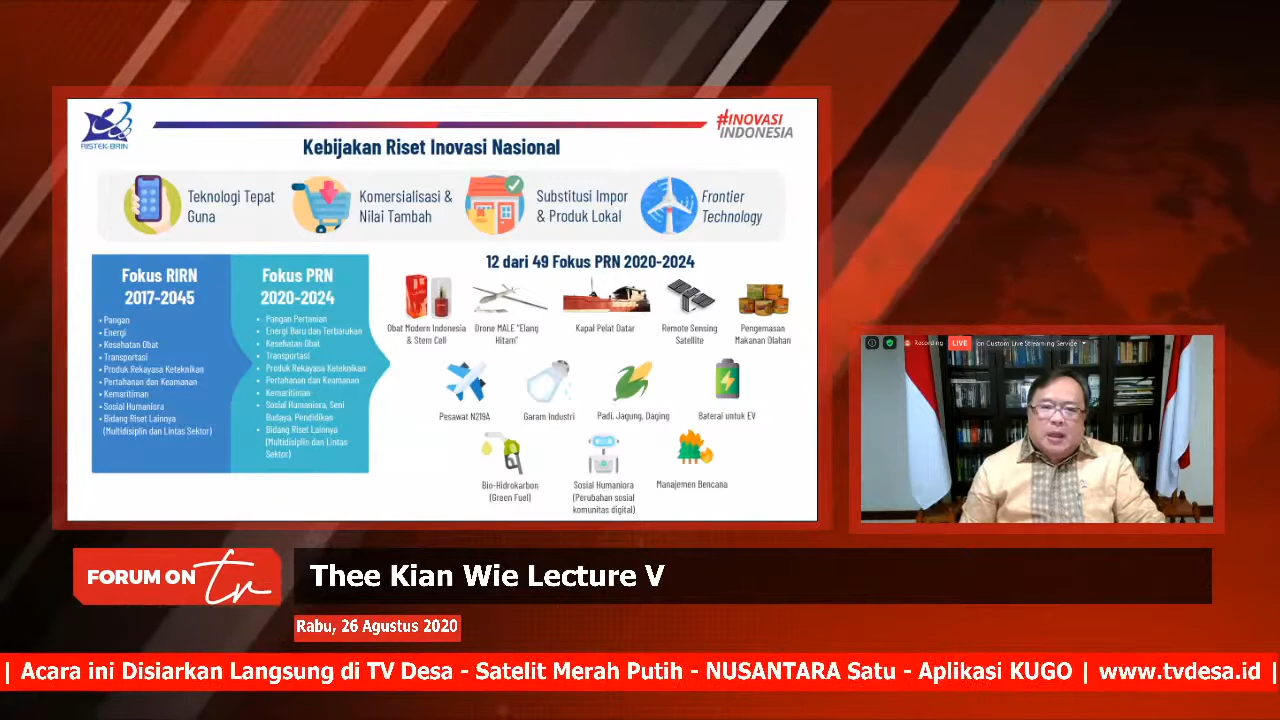 RISTEK-BRIN
#INOVASI
INDONESIA
Kebijakan Riset Inovasi Nasional
Teknologi Tepat
Guna
Komersialisasi &
Nilai Tambah
Substitusi Impor
& Produk Lokal
Frontier
Technology
Fokus RIRN
2017-2045
• Pangan
• Energi
• Kesehatan Obat
• Transportasi
• Produk Rekayasa Keteknikan
• Pertahanan dan Keamanan
• Kemaritiman
• Sosial Humaniora
• Bidang Riset Lainnya
(Multidisiplin dan Lintas Sektor)
Fokus PRN
2020-2024
• Pangan Pertanian
• Energi Baru dan Terbarukan
• Kesehatan Obat
• Transportasi
• Produk Rekayasa Keteknikan
• Pertahanan dan Keamanan
• Kemaritiman
• Sosial Humaniora, Seni
Budaya, Pendidikan
• Bidang Riset Lainnya
(Multidisiplin dan Lintas
Sektor)
12 dari 49 Fokus PRN 2020-2024
Obat Modern Indonesia
& Stem Cell
Drone MALE "Elang
Hitam"
Kapal Pelat Datar
Remote Sensing
Satellite
Pengemasan
Makanan Olahan
Pesawat N219A
Garam Industri
Padi, Jagung, Daging
Baterai untuk EV
Bio-Hidrokarbon
(Green Fuel)
Sosial Humaniora
(Perubahan sosial
komunitas digital)
Manajemen Bencana
Recording LIVE on Custom Live Streaming Service
FORUM ON tr
Thee Kian Wie Lecture V
Rabu, 26 Agustus 2020
| Acara ini Disiarkan Langsung di TV Desa - Satelit Merah Putih - NUSANTARA Satu - Aplikasi KUGO | www.tvdesa.id |